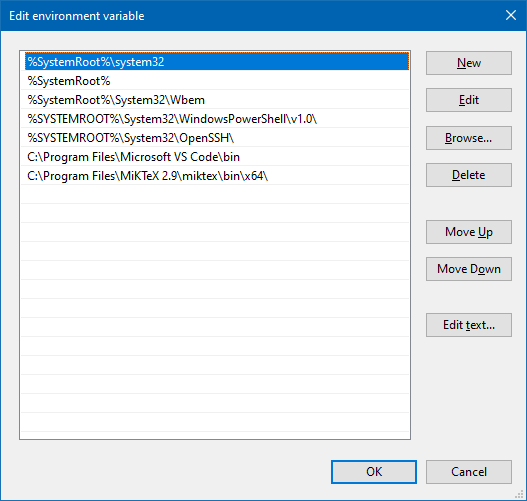 Edit environment variable
%SystemRoot%\system32
%SystemRoot%
%SystemRoot%\System32\Wbem
%SYSTEMROOT%\System32\WindowsPowerShell\v1.0\
%SYSTEMROOT%\System32\OpenSSH\
C:\Program Files\Microsoft VS Code\bin
C:\Program Files\MiKTeX 2.9\miktex\bin\x64\
New
Edit
Browse...
Delete
Move Up
Move Down
Edit text...
OK
Cancel